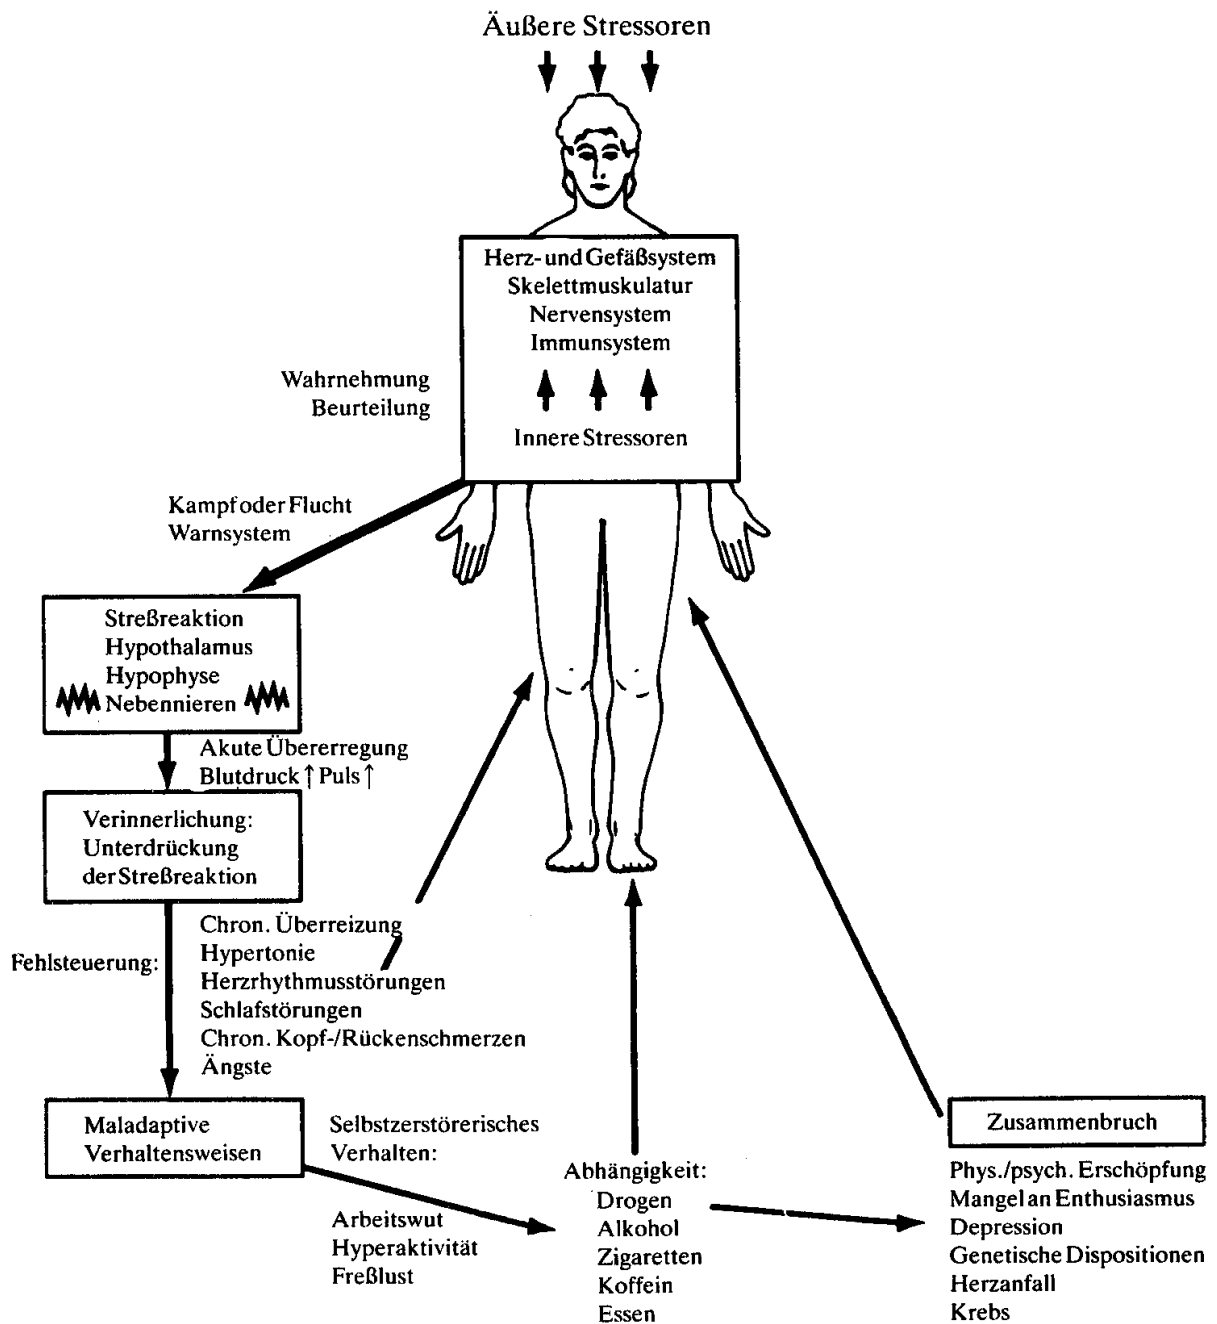 Äußere Stressoren
Herz- und Gefäßsystem
Skelettmuskulatur
Nervensystem
Immunsystem
Innere Stressoren
Wahrnehmung
Beurteilung
Kampf oder Flucht
Warnsystem
Streßreaktion
Hypothalamus
Hypophyse
Nebennieren
Akute Übererregung
Blutdruck ↑ Puls ↑
Verinnerlichung:
Unterdrückung
der Streßreaktion
Fehlsteuerung:
Chron. Überreizung
Hypertonie
Herzrhythmusstörungen
Schlafstörungen
Chron. Kopf-/Rückenschmerzen
Ängste
Maladaptive
Verhaltensweisen
Selbstzerstörerisches
Verhalten:
Arbeitswut
Hyperaktivität
Freßlust
Abhängigkeit:
Drogen
Alkohol
Zigaretten
Koffein
Essen
Zusammenbruch
Phys./psych. Erschöpfung
Mangel an Enthusiasmus
Depression
Genetische Dispositionen
Herzanfall
Krebs